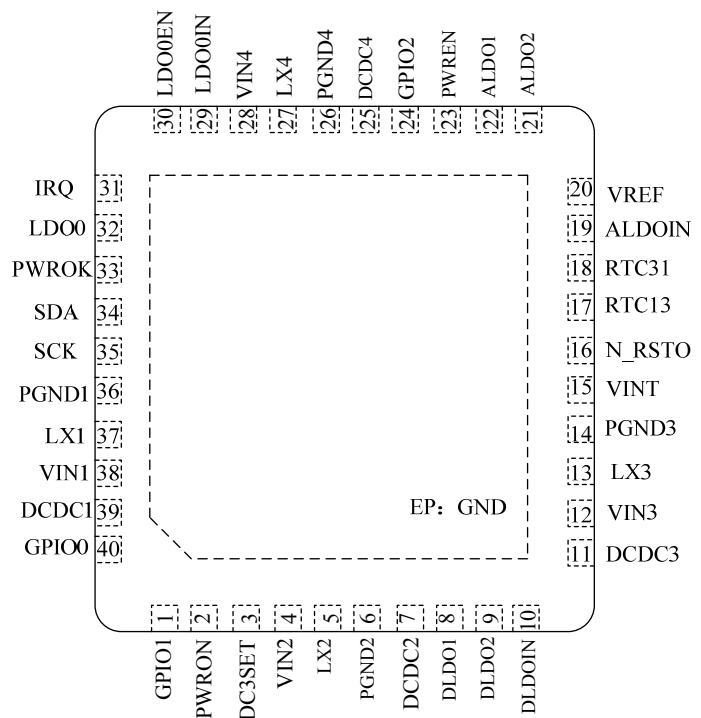 LDO0EN LDO0IN VIN4 LX4 PGND4 DCDC4 GPIO2 PWREN ALDO1 ALDO2
30 29 28 27 26 25 24 23 22 21
IRQ 31
LDO0 32
PWROK 33
SDA 34
SCK 35
PGND1 36
LX1 37
VIN1 38
DCDC1 39
GPIO0 40
20 VREF
19 ALDOIN
18 RTC31
17 RTC13
16 N_RSTO
15 VINT
14 PGND3
13 LX3
12 VIN3
11 DCDC3
EP: GND
1 2 3 4 5 6 7 8 9 10
GPIO1 PWRON DC3SET VIN2 LX2 PGND2 DCDC2 DLDO1 DLDO2 DLDOIN